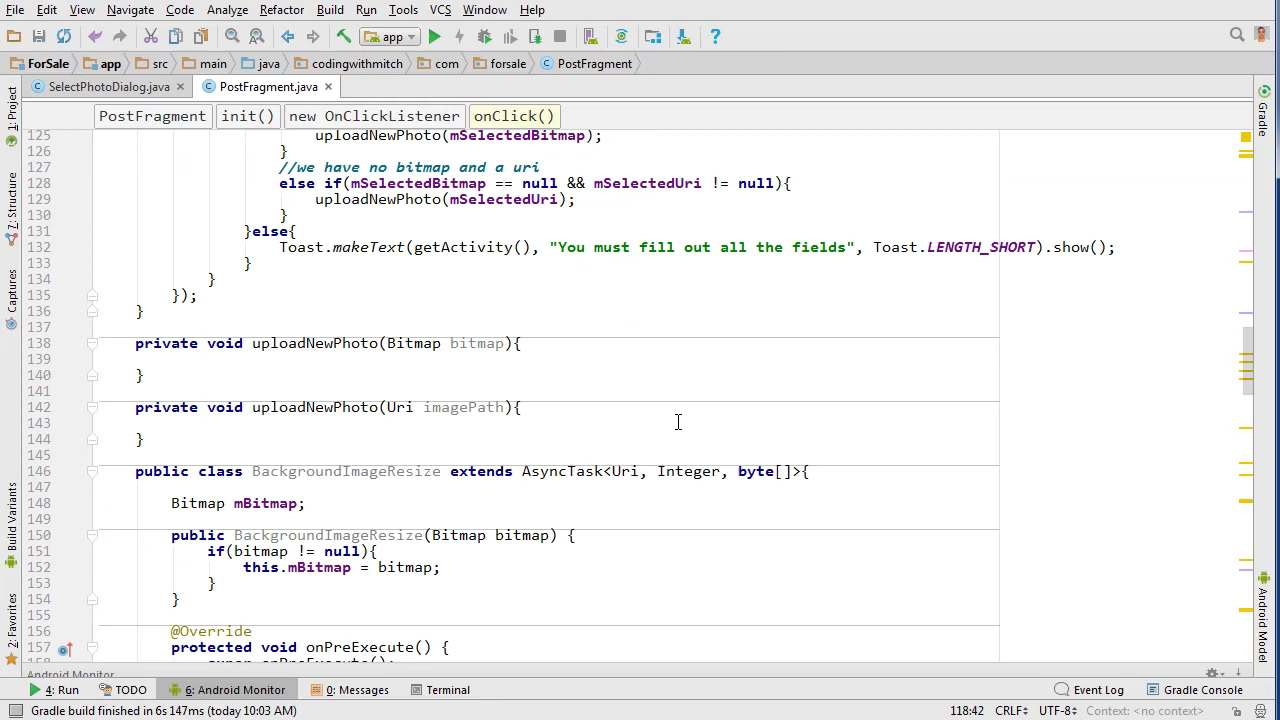 File Edit View Navigate Code Analyze Refactor Build Run Tools VCS Window Help
app
ForSale app src main java codingwithmitch com forsale PostFragment
SelectPhotoDialog.java PostFragment.java
PostFragment init() new OnClickListener onClick()
125 uploadNewPhoto(mSelectedBitmap);
126 }
127 //we have no bitmap and a uri
128 else if(mSelectedBitmap == null && mSelectedUri != null){
129 uploadNewPhoto(mSelectedUri);
130 }
131 }else{
132 Toast.makeText(getActivity(), "You must fill out all the fields", Toast.LENGTH_SHORT).show();
133 }
134 }
135 });
136 }
137
138 private void uploadNewPhoto(Bitmap bitmap){
139
140 }
141
142 private void uploadNewPhoto(Uri imagePath){
143
144 }
145
146 public class BackgroundImageResize extends AsyncTask<Uri, Integer, byte[]>{
147
148 Bitmap mBitmap;
149
150 public BackgroundImageResize(Bitmap bitmap) {
151 if(bitmap != null){
152 this.mBitmap = bitmap;
153 }
154 }
155
156 @Override
157 protected void onPreExecute() {
158 super.onPreExecute();
1: Project
7: Structure
Captures
Build Variants
2: Favorites
Gradle
Android Model
Android Monitor
4: Run TODO 6: Android Monitor 0: Messages Terminal Event Log Gradle Console
Gradle build finished in 6s 147ms (today 10:03 AM) 118:42 CRLF÷ UTF-8÷ Context: <no context>